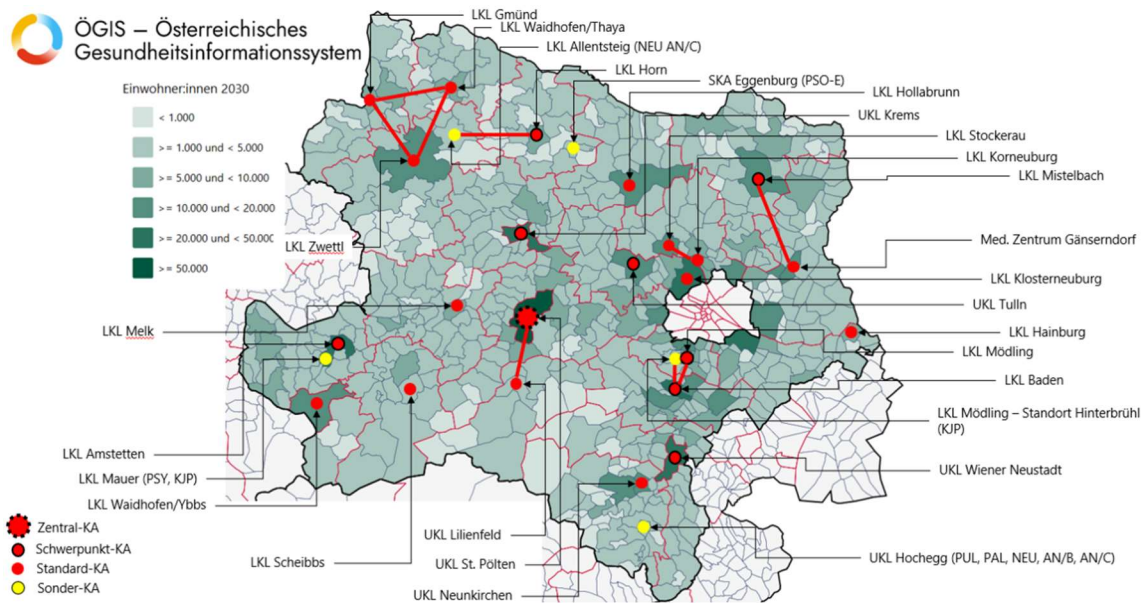 ÖGIS – Österreichisches
Gesundheitsinformationssystem
LKL Gmünd
LKL Waidhofen/Thaya
LKL Allentsteig (NEU AN/C)
LKL Horn
SKA Eggenburg (PSO-E)
LKL Hollabrunn
UKL Krems
LKL Stockerau
LKL Korneuburg
LKL Mistelbach
Einwohner:innen 2030
< 1.000
>= 1.000 und < 5.000
>= 5.000 und < 10.000
>= 10.000 und < 20.000
>= 20.000 und < 50.000
>= 50.000
LKL Zwettl
Med. Zentrum Gänserndorf
LKL Klosterneuburg
UKL Tulln
LKL Melk
LKL Hainburg
LKL Mödling
LKL Baden
LKL Mödling – Standort Hinterbrühl
(KJP)
LKL Amstetten
LKL Mauer (PSY, KJP)
LKL Waidhofen/Ybbs
UKL Wiener Neustadt
Zentral-KA
Schwerpunkt-KA
Standard-KA
Sonder-KA
LKL Scheibbs
UKL Lilienfeld
UKL St. Pölten
UKL Neunkirchen
UKL Hochegg (PUL, PAL, NEU, AN/B, AN/C)